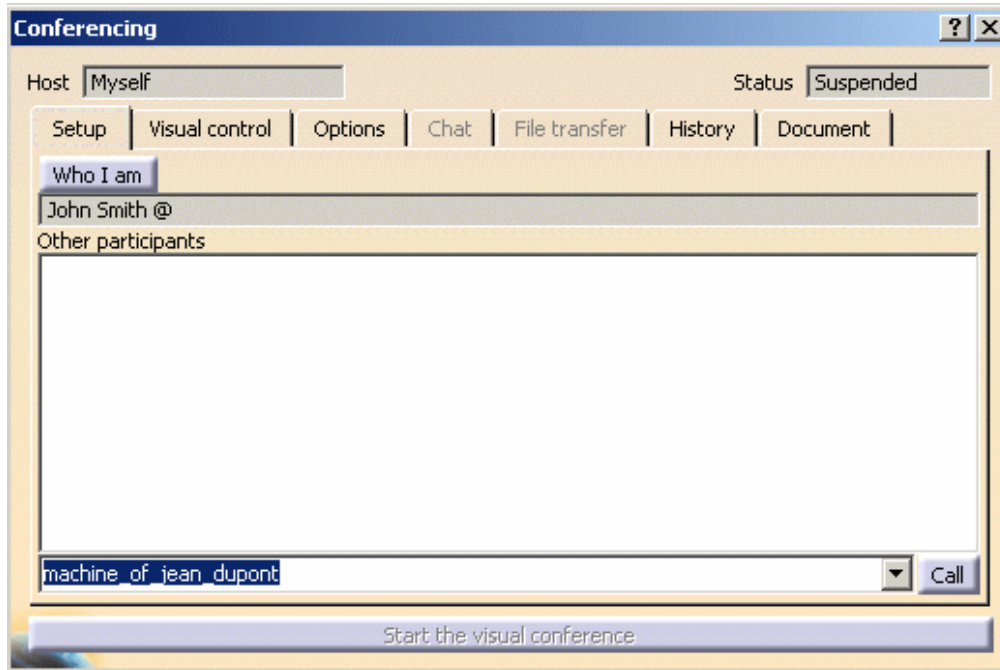 Conferencing
Host Myself Status Suspended
Setup Visual control Options Chat File transfer History Document
Who I am
John Smith @
Other participants
machine_of_jean_dupont Call
Start the visual conference